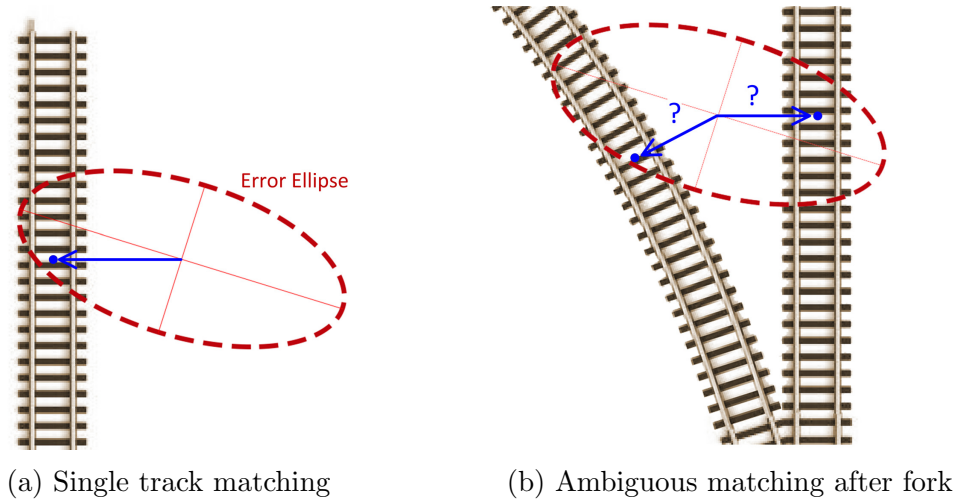 Error Ellipse
?
?
(a) Single track matching
(b) Ambiguous matching after fork